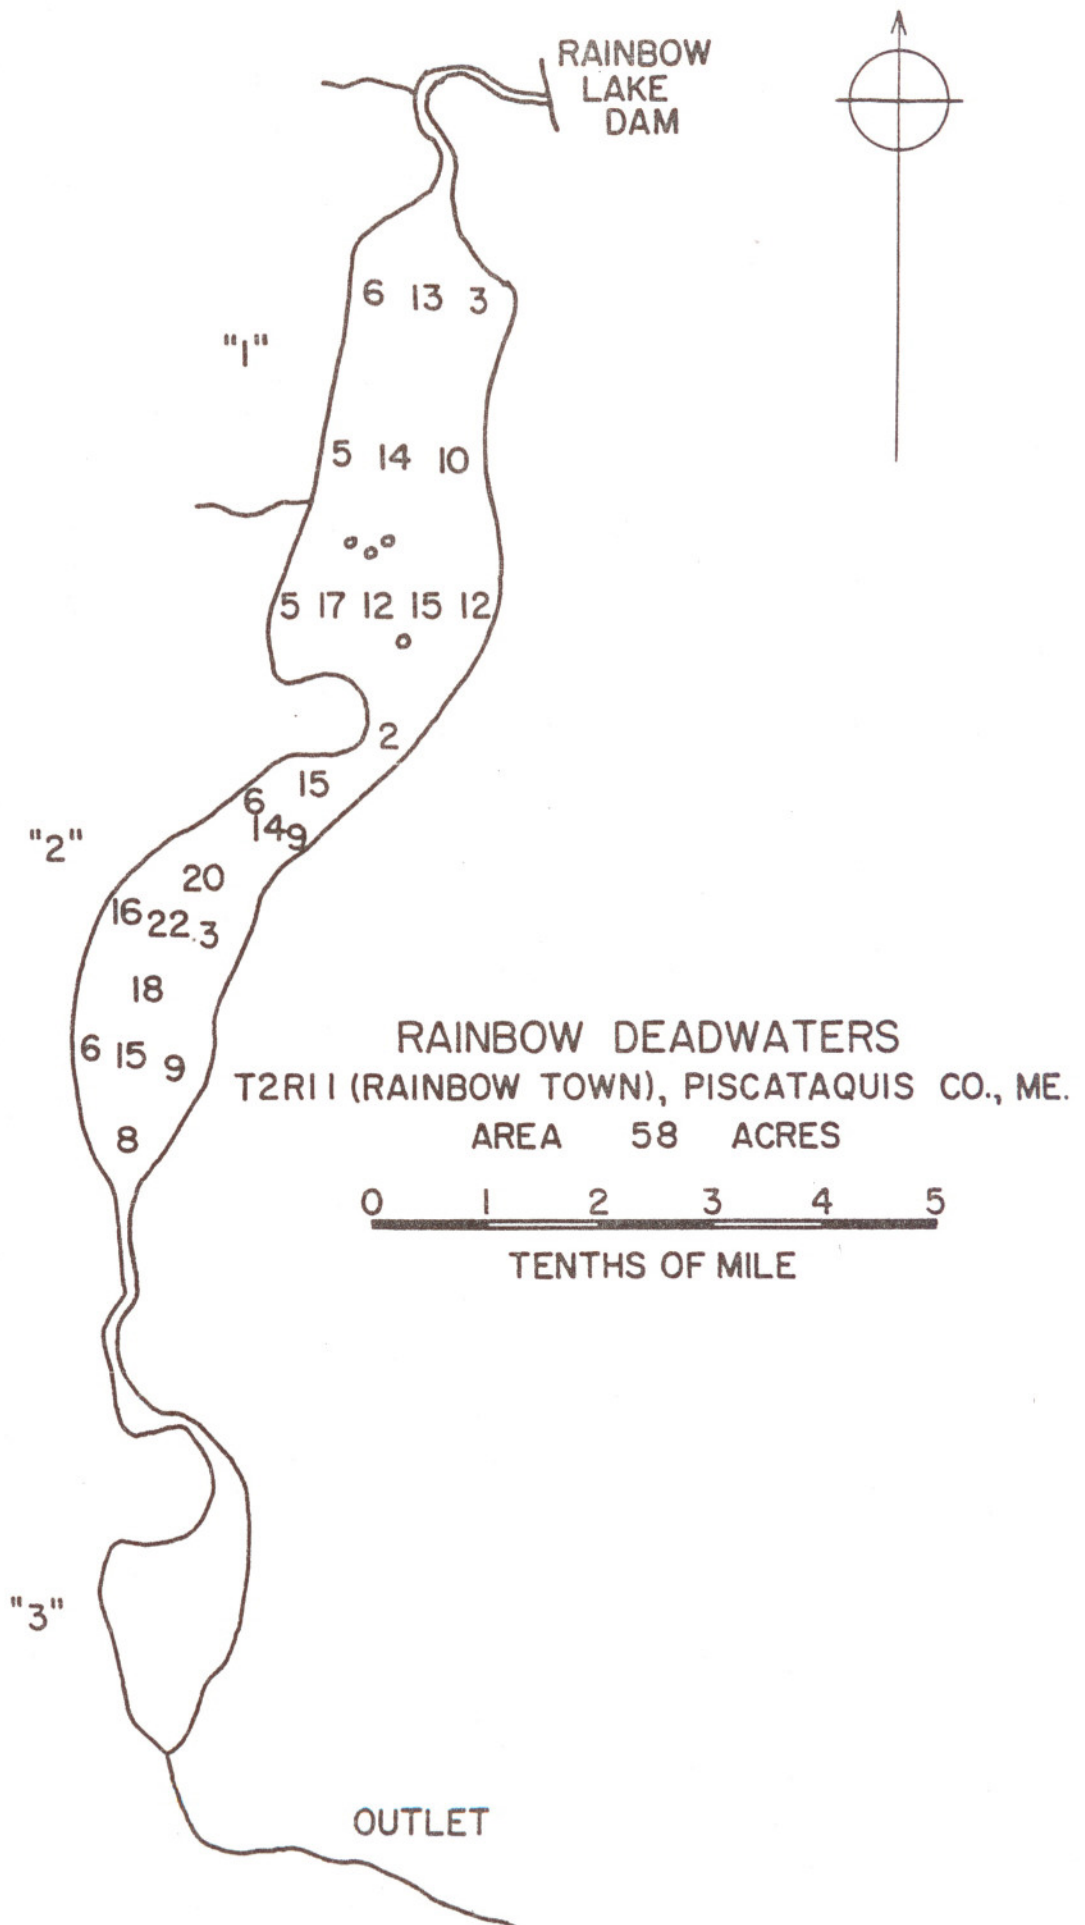 RAINBOW
LAKE
DAM
6 13 3
"1"
5 14 10
5 17 12 15 12
2
15
6
14 9
"2"
20
16 22 3
18
6 15 9
8
RAINBOW DEADWATERS
T2R11 (RAINBOW TOWN), PISCATAQUIS CO., ME.
AREA 58 ACRES
0 1 2 3 4 5
TENTHS OF MILE
"3"
OUTLET